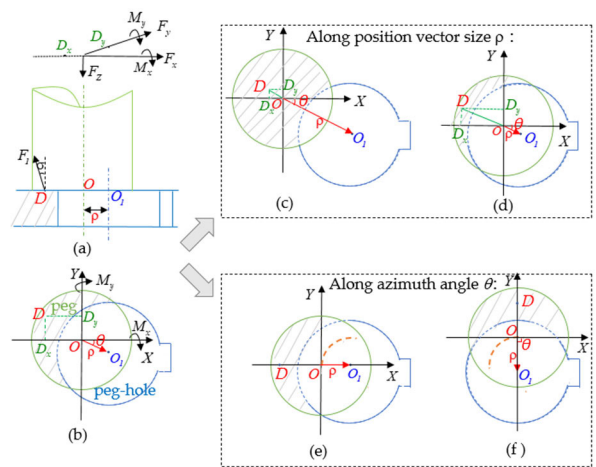 M_y
F_y
D_y
D_x
M_x
F_x
F_z
F_1
α
D
O
O_1
ρ
(a)
Y
M_y
D
peg
D_y
M_x
D_x
O
θ
X
ρ
O_1
peg-hole
(b)
Along position vector size ρ :
Y
D
D_y
D_x
O
θ
X
ρ
O_1
(c)
Y
D
D_y
D_x
O
θ
ρ
O_1
X
(d)
Along azimuth angle θ:
Y
D
O
ρ
O_1
X
(e)
Y
D
O
θ
X
ρ
O_1
(f)